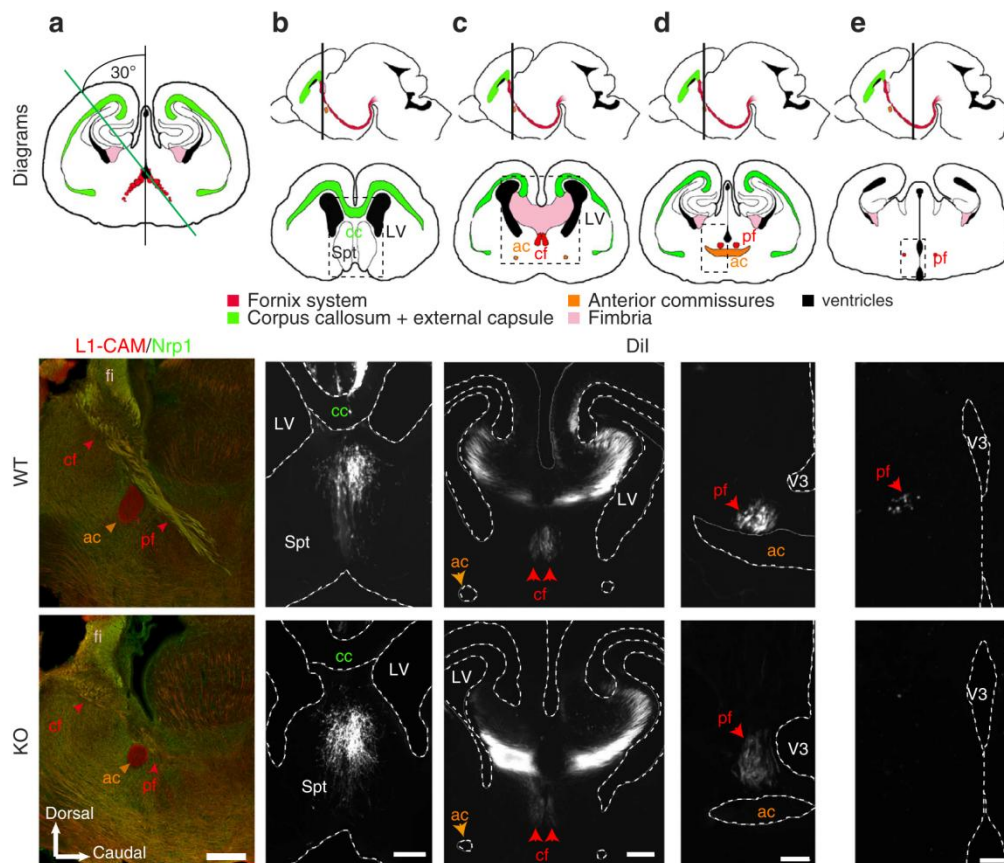 a b c d e
Diagrams
30°
cc
Spt
LV
ac
cf
LV
pf
ac
pf
Fornix system
Anterior commissures
ventricles
Corpus callosum + external capsule
Fimbria
L1-CAM/Nrp1
DiI
WT
fi
cf
ac
pf
LV
cc
Spt
LV
ac
cf
pf
V3
ac
pf
V3
KO
fi
cf
ac
pf
Dorsal
Caudal
cc
LV
Spt
LV
ac
cf
pf
V3
ac
V3